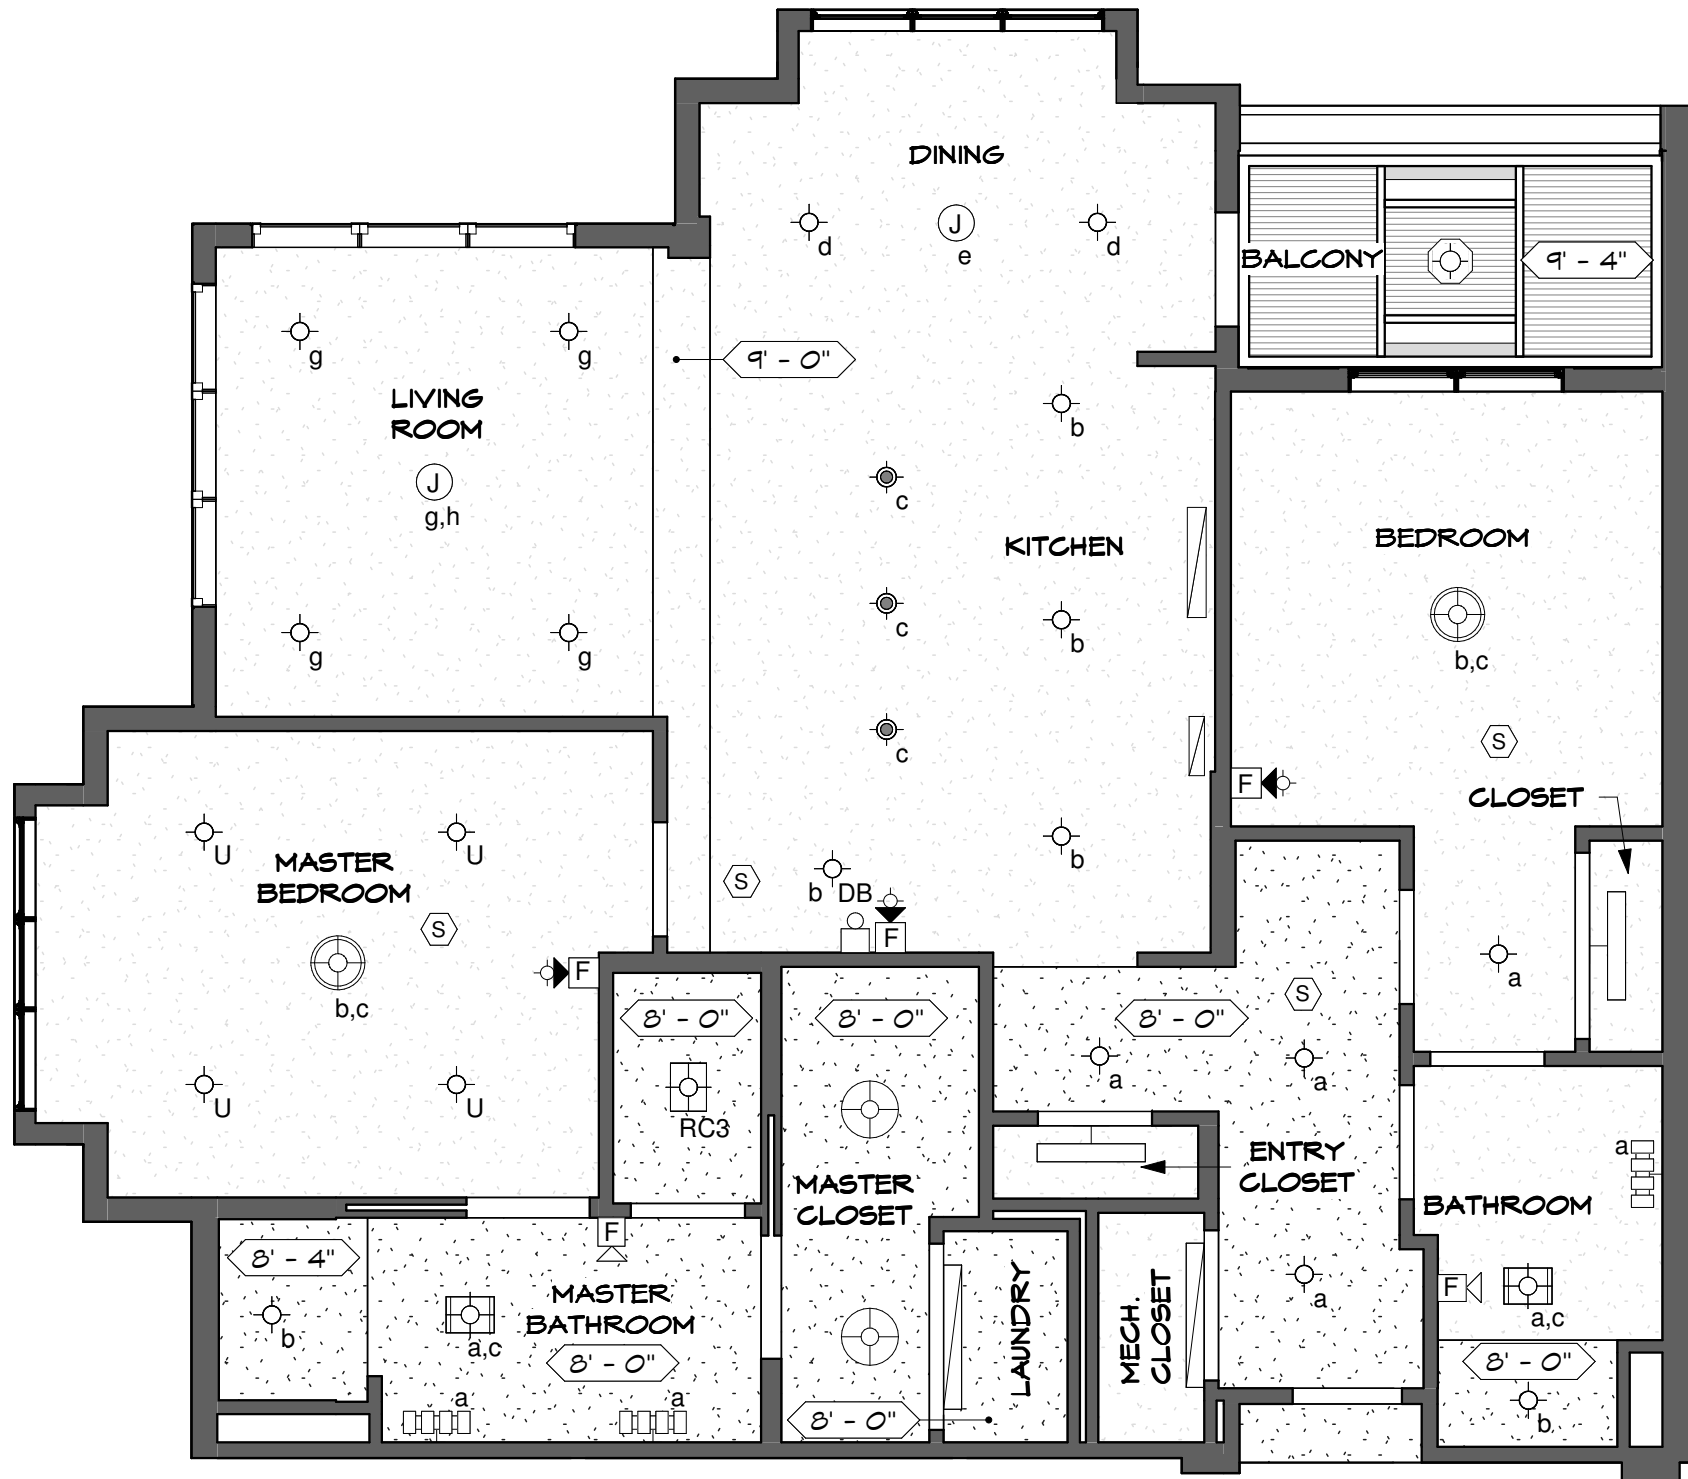 DINING
d
J
e
d
BALCONY
9' - 4"
g
g
9' - 0"
LIVING
ROOM
J
g,h
b
c
KITCHEN
BEDROOM
c
b
b,c
g
g
c
S
F
CLOSET
U
U
MASTER
BEDROOM
S
b
b
DB
S
F
F
b,c
a
8' - 0"
8' - 0"
8' - 0"
S
a
a
U
U
RC3
ENTRY
CLOSET
a
MASTER
CLOSET
BATHROOM
F
8' - 4"
b
a,c
MASTER
BATHROOM
8' - 0"
LAUNDRY
MECH.
CLOSET
a
F
a,c
8' - 0"
b
a
a
8' - 0"